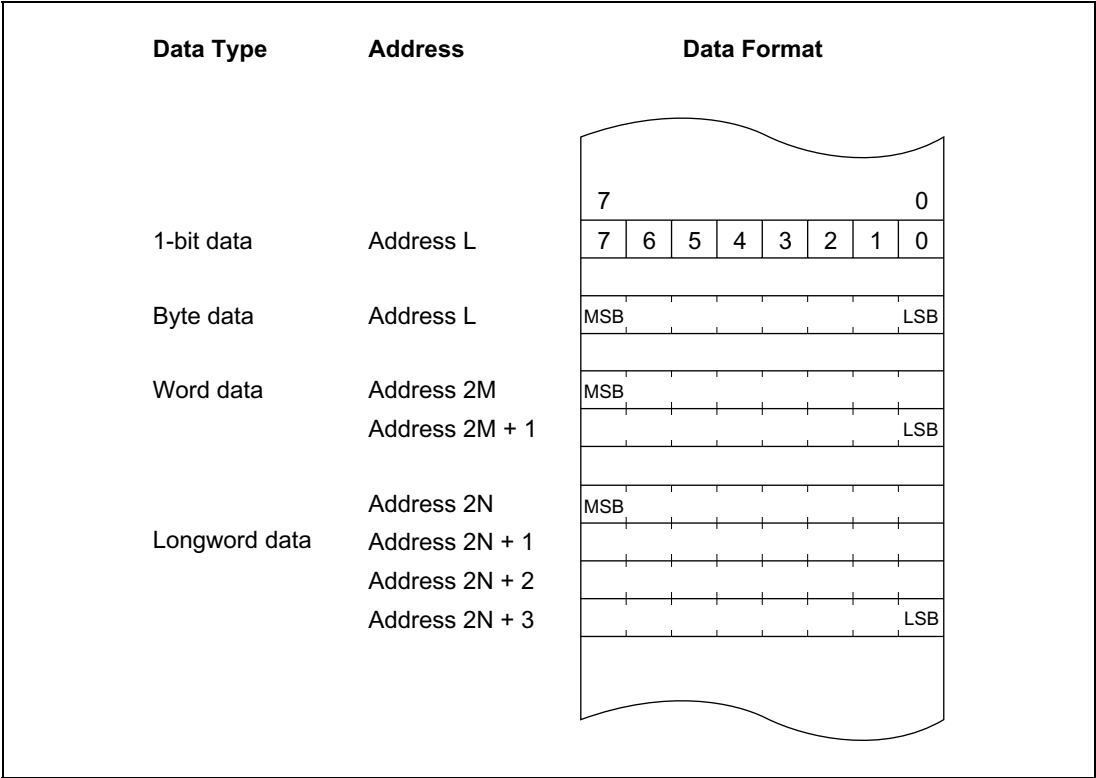 Data Type Address Data Format
7 0
1-bit data Address L 7 6 5 4 3 2 1 0
Byte data Address L MSB LSB
Word data Address 2M MSB
Address 2M + 1 LSB
Address 2N MSB
Longword data Address 2N + 1
Address 2N + 2
Address 2N + 3 LSB